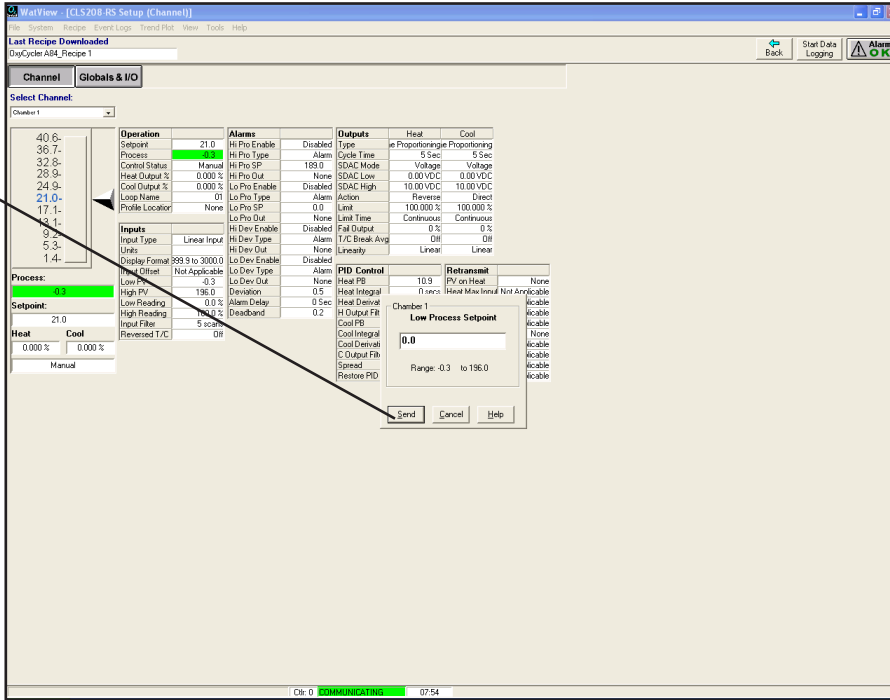 WatView - [CLS208-RS Setup (Channel)]
File System Recipe Event Logs Trend Plot View Tools Help
Last Recipe Downloaded
OxyCycler A84_Recipe 1
Back
Start Data Logging
Alarm OK
Channel Globals & I/O
Select Channel:
Chamber 1
40.6-
36.7-
32.8-
28.9-
24.9-
21.0-
17.1-
13.1-
9.2-
5.3-
1.4-
Process:
-0.3
Setpoint:
21.0
Heat Cool
0.000 % 0.000 %
Manual
Operation
Setpoint 21.0
Process -0.3
Control Status Manual
Heat Output % 0.000 %
Cool Output % 0.000 %
Loop Name 01
Profile Location None
Inputs
Input Type Linear Input
Units
Display Format 999.9 to 3000.0
Input Offset Not Applicable
Low PV -0.3
High PV 196.0
Low Reading 0.0 %
High Reading 100.0 %
Input Filter 5 scans
Reversed T/C Off
Alarms
Hi Pro Enable Disabled
Hi Pro Type Alarm
Hi Pro SP 189.0
Hi Pro Out None
Lo Pro Enable Disabled
Lo Pro Type Alarm
Lo Pro SP 0.0
Lo Pro Out None
Hi Dev Enable Disabled
Hi Dev Type Alarm
Hi Dev Out None
Lo Dev Enable Disabled
Lo Dev Type Alarm
Lo Dev Out None
Deviation 0.5
Alarm Delay 0 Sec
Deadband 0.2
Outputs Heat Cool
Type e Proportioning e Proportioning
Cycle Time 5 Sec 5 Sec
SDAC Mode Voltage Voltage
SDAC Low 0.00 VDC 0.00 VDC
SDAC High 10.00 VDC 10.00 VDC
Action Reverse Direct
Limit 100.000 % 100.000 %
Limit Time Continuous Continuous
Fail Output 0 % 0 %
T/C Break Avg Off Off
Linearity Linear Linear
PID Control
Heat PB 10.9
Heat Integral 0 secs
Heat Derivat
H Output Filt
Cool PB
Cool Integral
Cool Derivati
C Output Filt
Spread
Restore PID
Retransmit
PV on Heat None
Heat Max Input Not Applicable
licable
licable
licable
None
licable
licable
licable
licable
Chamber 1
Low Process Setpoint
0.0
Range: -0.3 to 196.0
Send Cancel Help
Ctlr: 0 COMMUNICATING 07:54